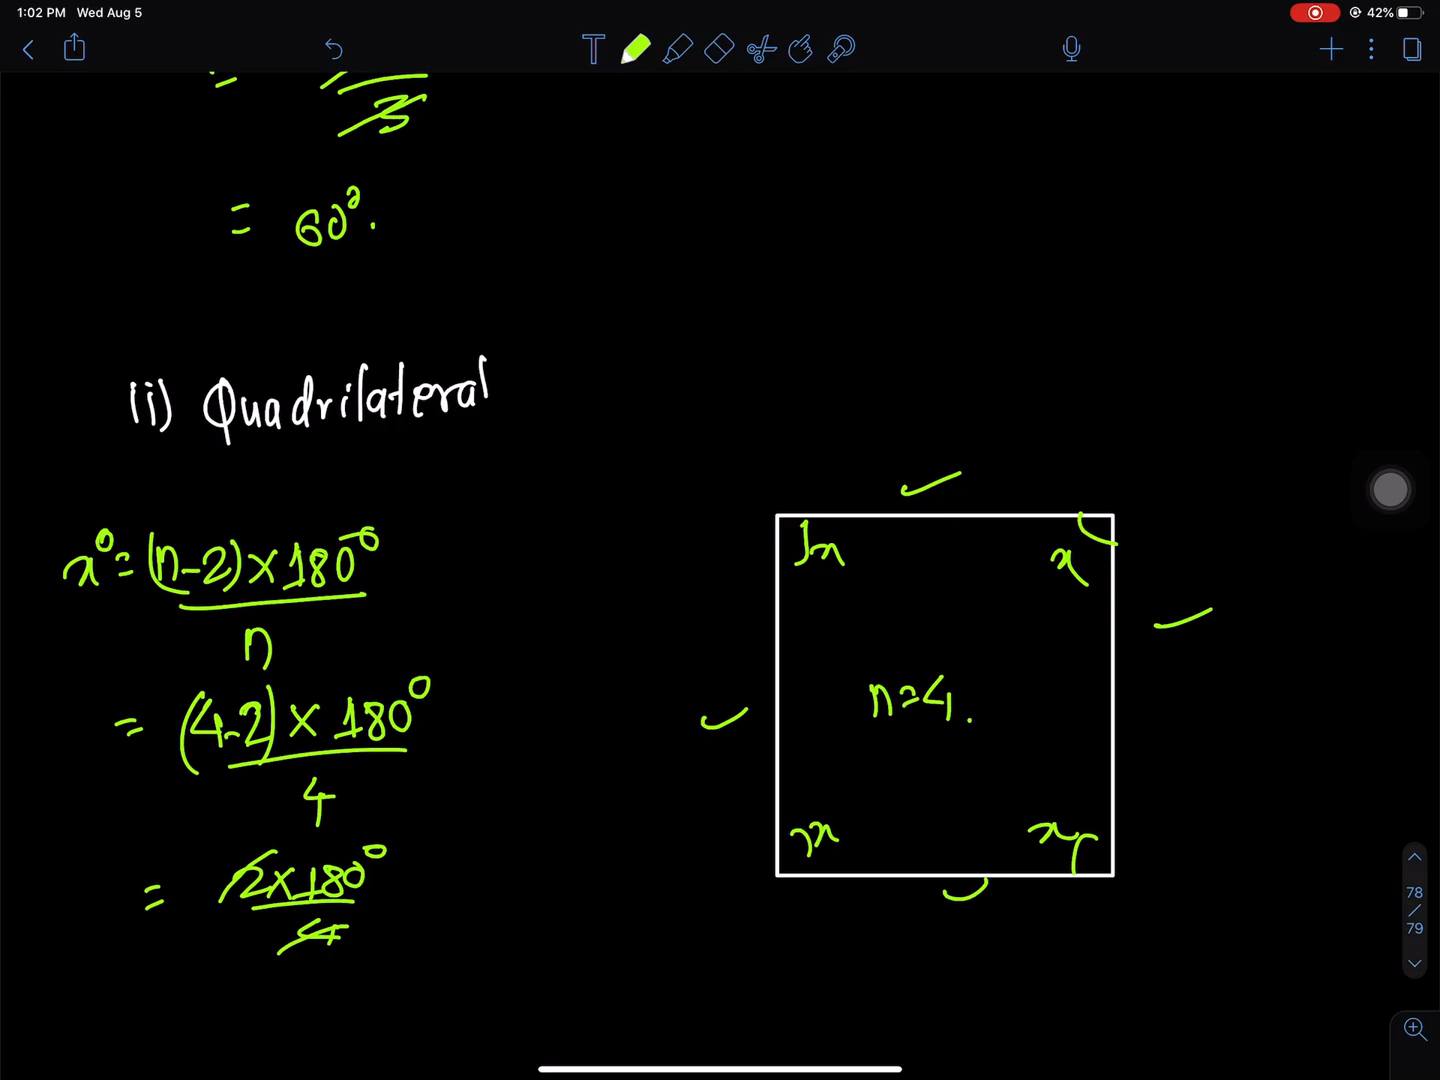 1:02 PM Wed Aug 5
42%
=
3
= 60°.
(ii) Quadrilateral
x° = (n-2) × 180°
n
= (4-2) × 180°
4
= 2 × 180°
4
x
x
n=4.
x
x
78
/
79